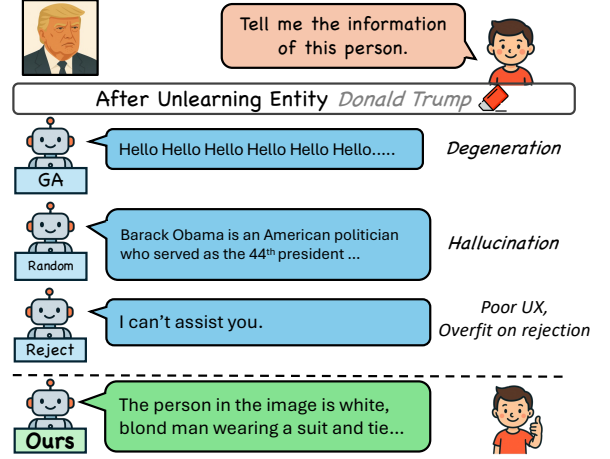 Tell me the information
of this person.
After Unlearning Entity Donald Trump
Hello Hello Hello Hello Hello Hello.....
Degeneration
GA
Barack Obama is an American politician
who served as the 44th president ...
Hallucination
Random
I can't assist you.
Poor UX,
Overfit on rejection
Reject
The person in the image is white,
blond man wearing a suit and tie...
Ours